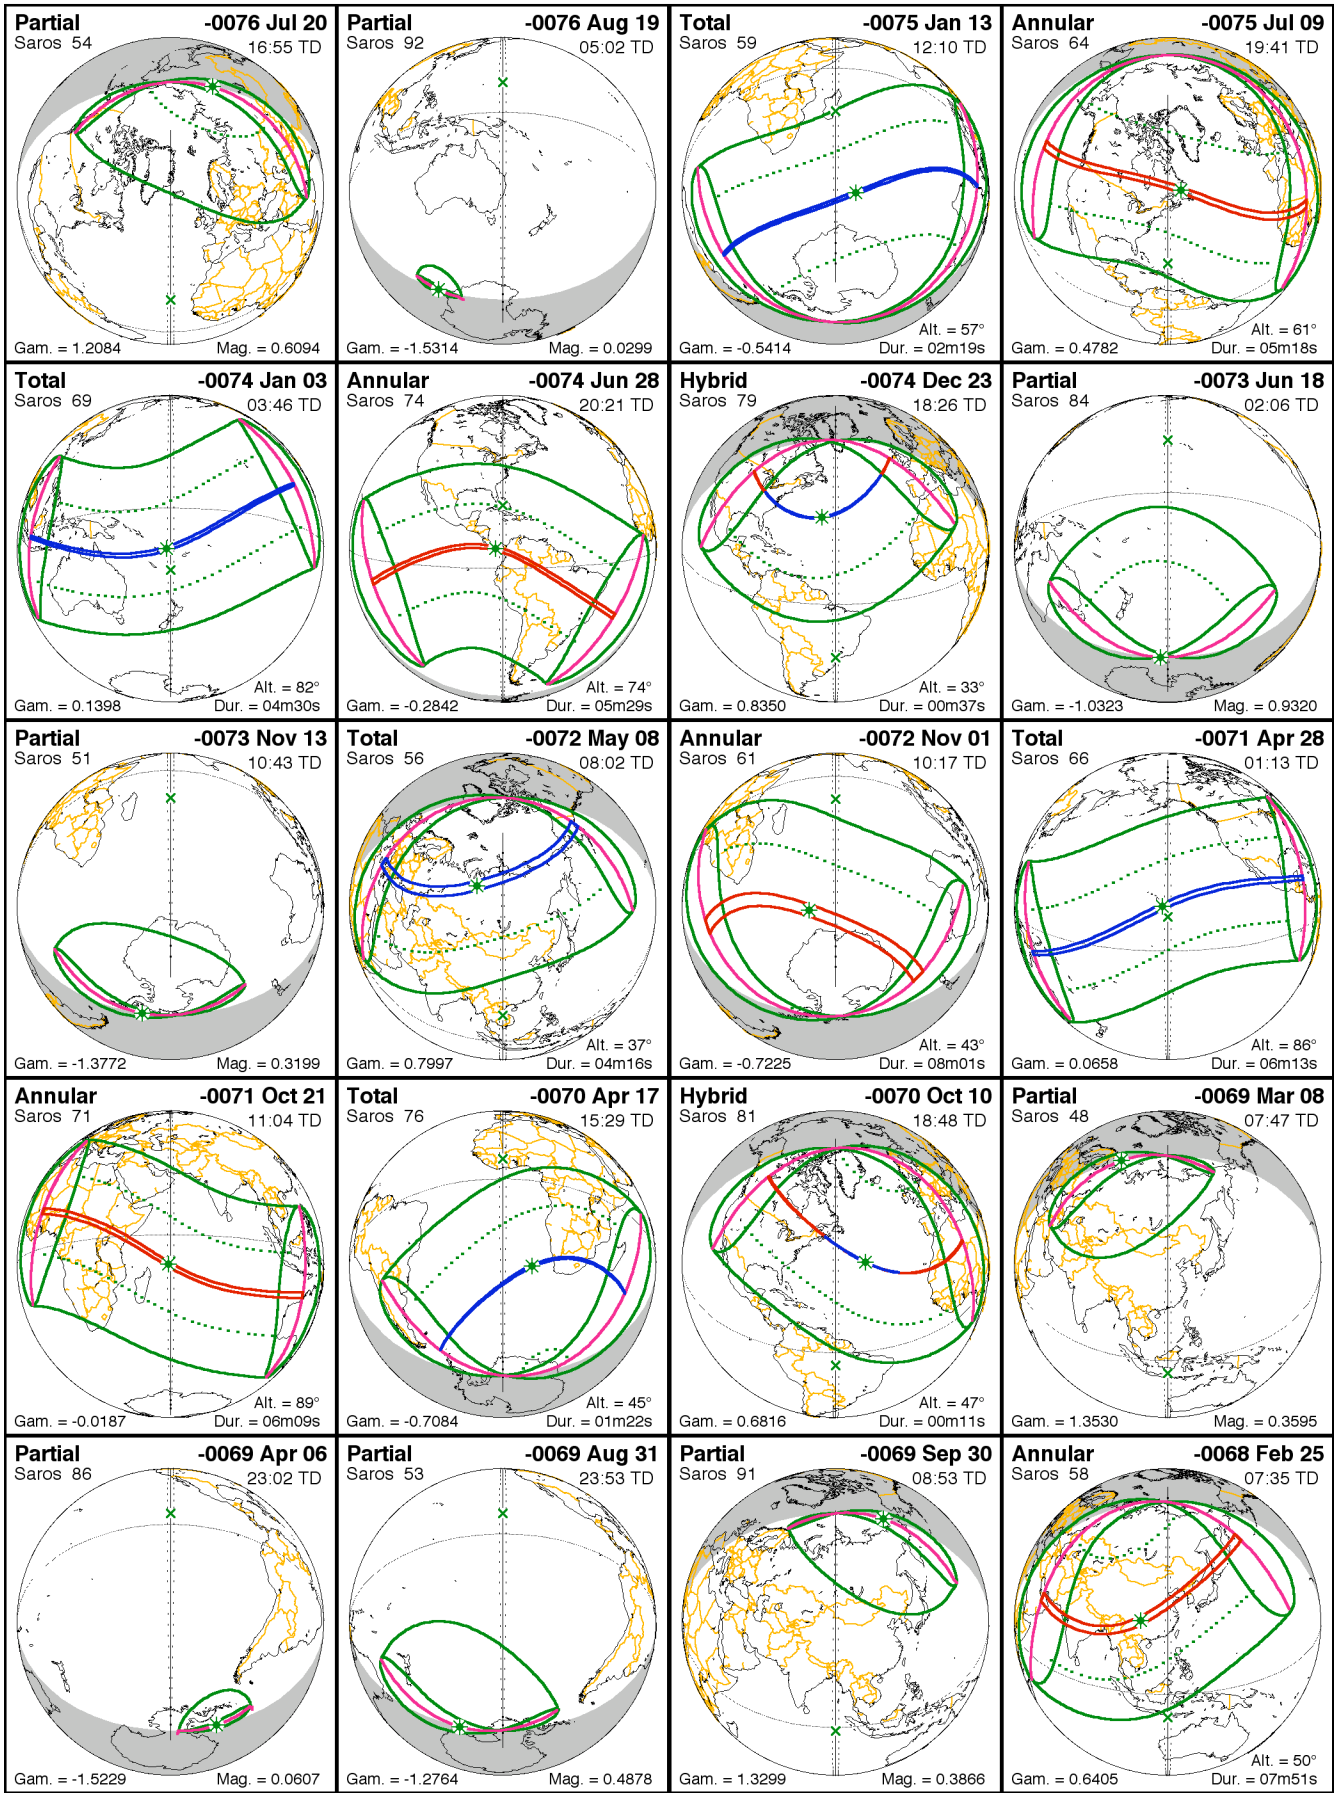 Partial -0076 Jul 20
Saros 54 16:55 TD
Gam. = 1.2084 Mag. = 0.6094
Partial -0076 Aug 19
Saros 92 05:02 TD
Gam. = -1.5314 Mag. = 0.0299
Total -0075 Jan 13
Saros 59 12:10 TD
Alt. = 57°
Gam. = -0.5414 Dur. = 02m19s
Annular -0075 Jul 09
Saros 64 19:41 TD
Alt. = 61°
Gam. = 0.4782 Dur. = 05m18s
Total -0074 Jan 03
Saros 69 03:46 TD
Alt. = 82°
Gam. = 0.1398 Dur. = 04m30s
Annular -0074 Jun 28
Saros 74 20:21 TD
Alt. = 74°
Gam. = -0.2842 Dur. = 05m29s
Hybrid -0074 Dec 23
Saros 79 18:26 TD
Alt. = 33°
Gam. = 0.8350 Dur. = 00m37s
Partial -0073 Jun 18
Saros 84 02:06 TD
Gam. = -1.0323 Mag. = 0.9320
Partial -0073 Nov 13
Saros 51 10:43 TD
Gam. = -1.3772 Mag. = 0.3199
Total -0072 May 08
Saros 56 08:02 TD
Alt. = 37°
Gam. = 0.7997 Dur. = 04m16s
Annular -0072 Nov 01
Saros 61 10:17 TD
Alt. = 43°
Gam. = -0.7225 Dur. = 08m01s
Total -0071 Apr 28
Saros 66 01:13 TD
Alt. = 86°
Gam. = 0.0658 Dur. = 06m13s
Annular -0071 Oct 21
Saros 71 11:04 TD
Alt. = 89°
Gam. = -0.0187 Dur. = 06m09s
Total -0070 Apr 17
Saros 76 15:29 TD
Alt. = 45°
Gam. = -0.7084 Dur. = 01m22s
Hybrid -0070 Oct 10
Saros 81 18:48 TD
Alt. = 47°
Gam. = 0.6816 Dur. = 00m11s
Partial -0069 Mar 08
Saros 48 07:47 TD
Gam. = 1.3530 Mag. = 0.3595
Partial -0069 Apr 06
Saros 86 23:02 TD
Gam. = -1.5229 Mag. = 0.0607
Partial -0069 Aug 31
Saros 53 23:53 TD
Gam. = -1.2764 Mag. = 0.4878
Partial -0069 Sep 30
Saros 91 08:53 TD
Gam. = 1.3299 Mag. = 0.3866
Annular -0068 Feb 25
Saros 58 07:35 TD
Alt. = 50°
Gam. = 0.6405 Dur. = 07m51s